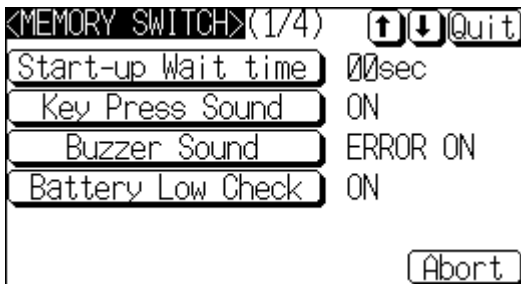 <MEMORY SWITCH>(1/4) ↑ ↓ Quit
Start-up Wait time 00sec
Key Press Sound ON
Buzzer Sound ERROR ON
Battery Low Check ON
Abort